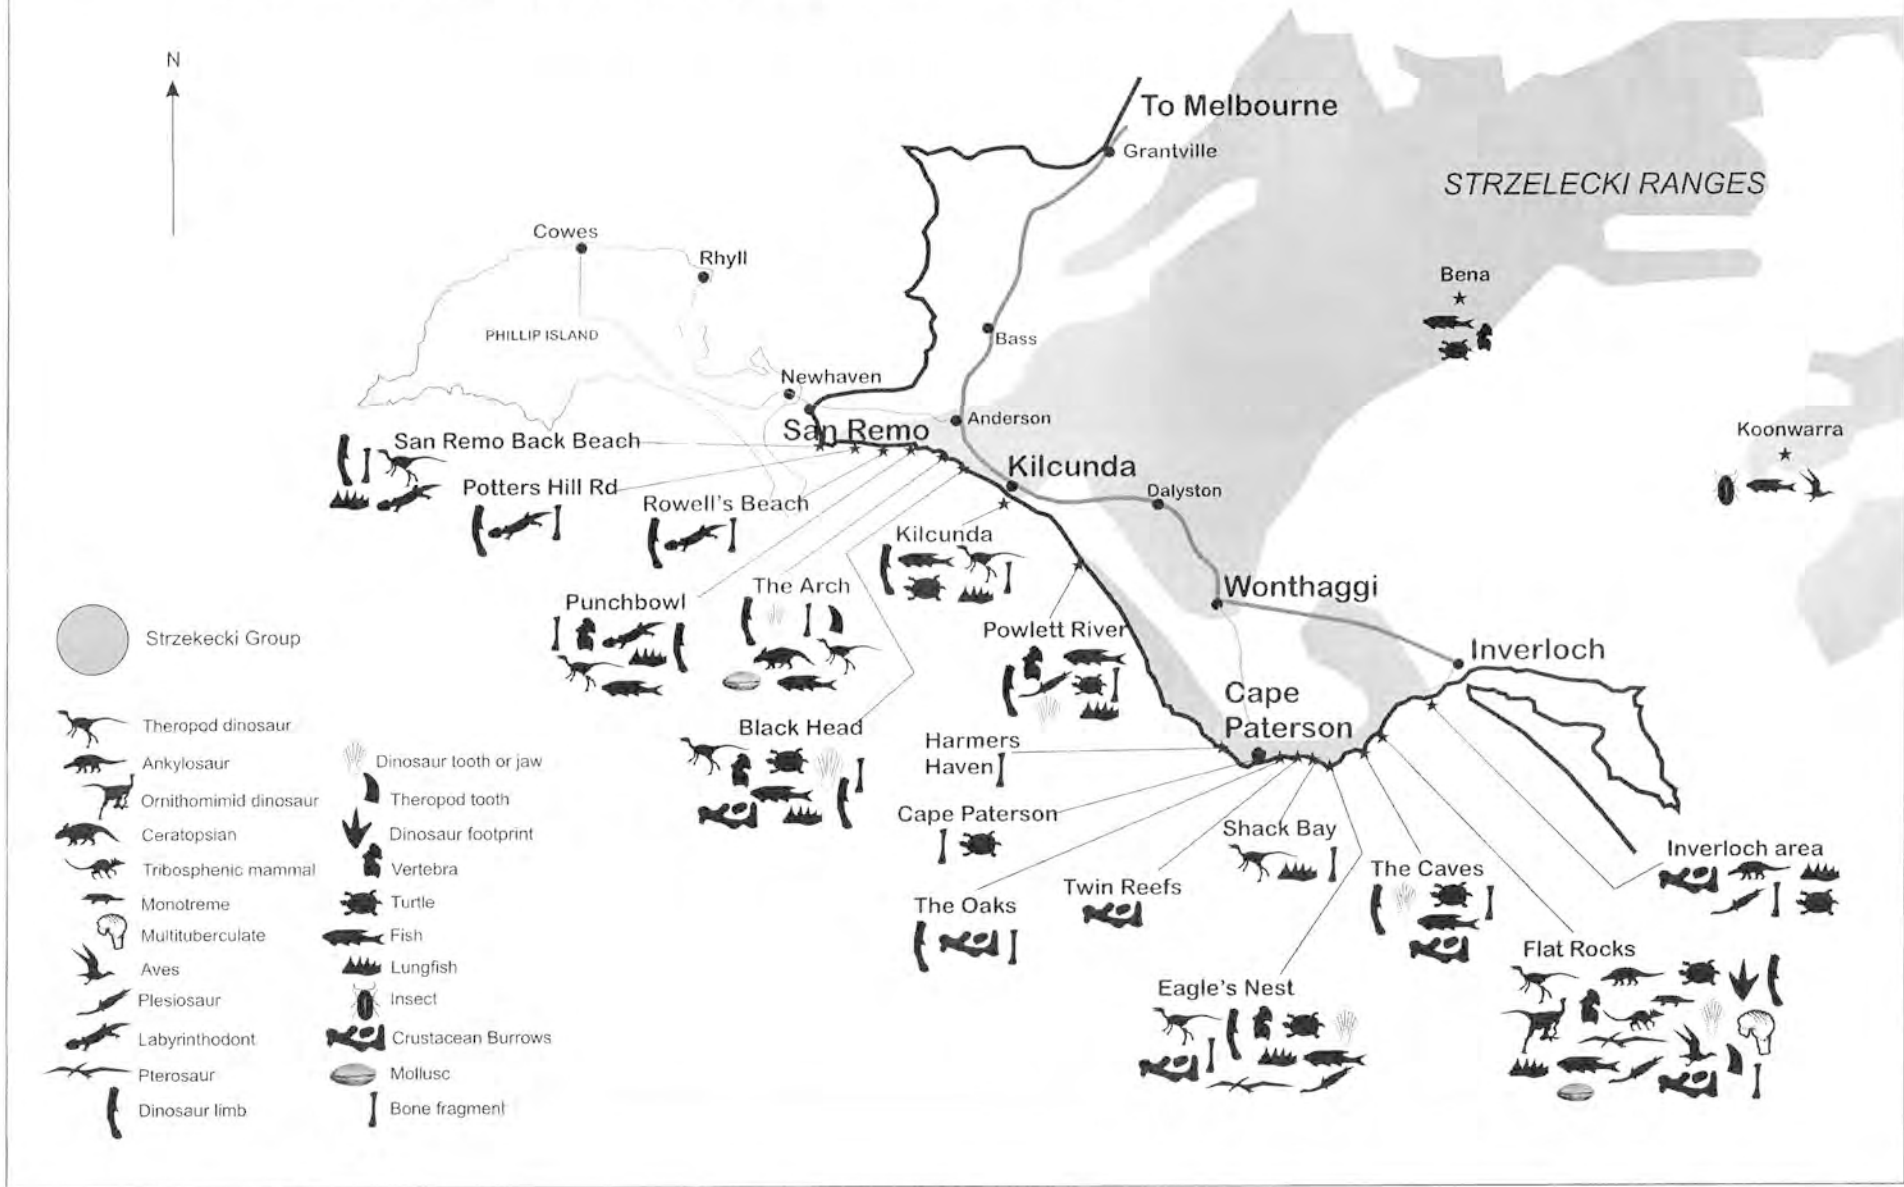 N
To Melbourne
Grantville
STRZELECKI RANGES
Cowes
Rhyll
Bena
PHILLIP ISLAND
Bass
Newhaven
Anderson
San Remo
Koonwarra
San Remo Back Beach
Kilcunda
Potters Hill Rd
Dalyston
Rowell's Beach
Kilcunda
The Arch
Wonthaggi
Punchbowl
Powlett River
Inverloch
Cape
Paterson
Black Head
Harmers
Haven
Cape Paterson
Shack Bay
Inverloch area
The Caves
Twin Reefs
The Oaks
Flat Rocks
Eagle's Nest
Strzekecki Group
Theropod dinosaur
Ankylosaur
Ornithomimid dinosaur
Ceratopsian
Tribosphenic mammal
Monotreme
Multituberculate
Aves
Plesiosaur
Labyrinthodont
Pterosaur
Dinosaur limb
Dinosaur tooth or jaw
Theropod tooth
Dinosaur footprint
Vertebra
Turtle
Fish
Lungfish
Insect
Crustacean Burrows
Mollusc
Bone fragment